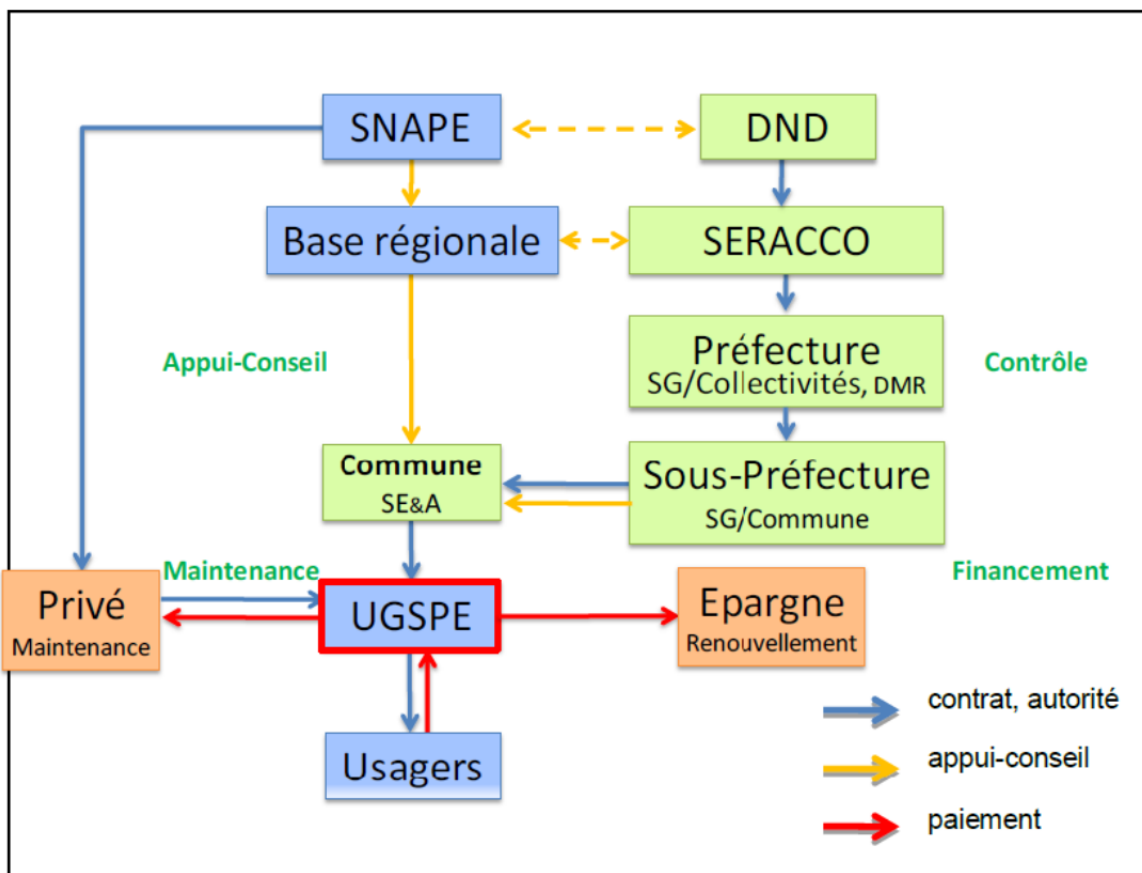 SNAPE
DND
Base régionale
SERACCO
Préfecture
SG/Collectivités, DMR
Appui-Conseil
Contrôle
Commune
SE&A
Sous-Préfecture
SG/Commune
Maintenance
Financement
Privé
Maintenance
UGSPE
Epargne
Renouvellement
Usagers
contrat, autorité
appui-conseil
paiement